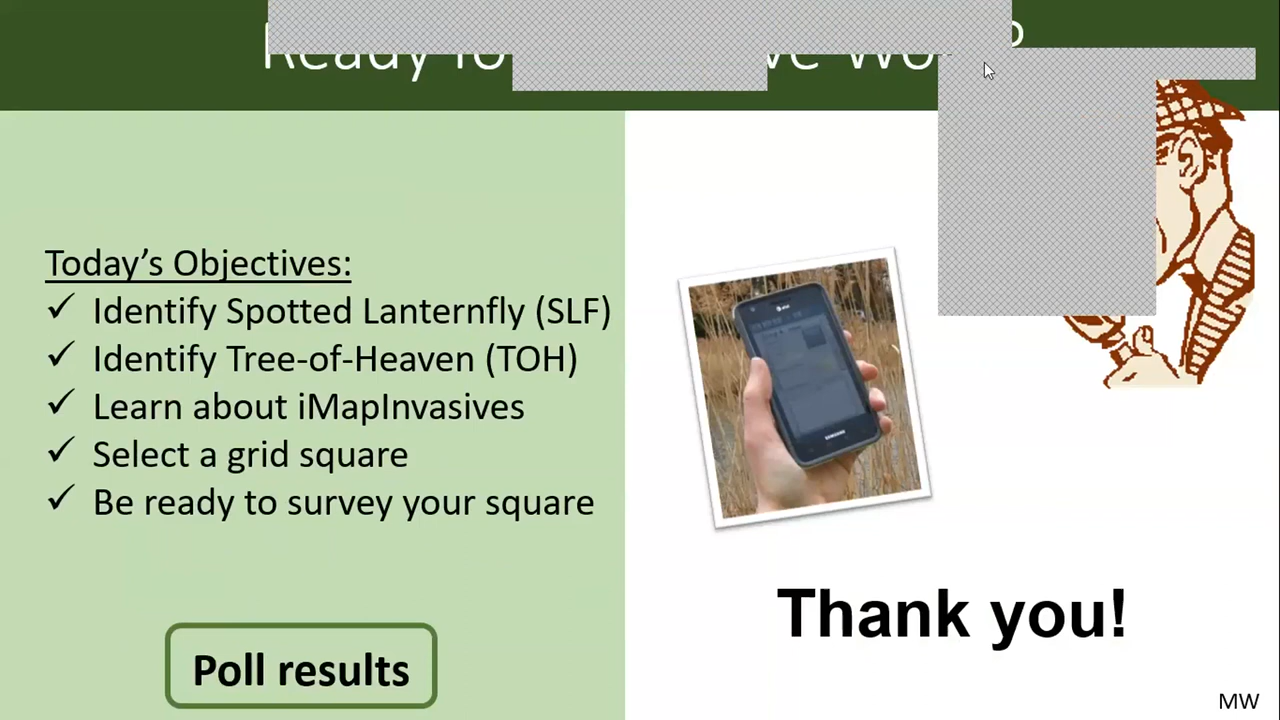 Ready
Today's Objectives:
✓ Identify Spotted Lanternfly (SLF)
✓ Identify Tree-of-Heaven (TOH)
✓ Learn about iMapInvasives
✓ Select a grid square
✓ Be ready to survey your square
Poll results
Thank you!
MW